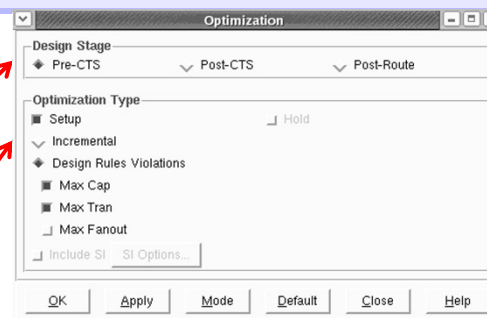 Optimization
Design Stage
Pre-CTS Post-CTS Post-Route
Optimization Type
Setup Hold
Incremental
Design Rules Violations
Max Cap
Max Tran
Max Fanout
Include SI SI Options...
OK Apply Mode Default Close Help